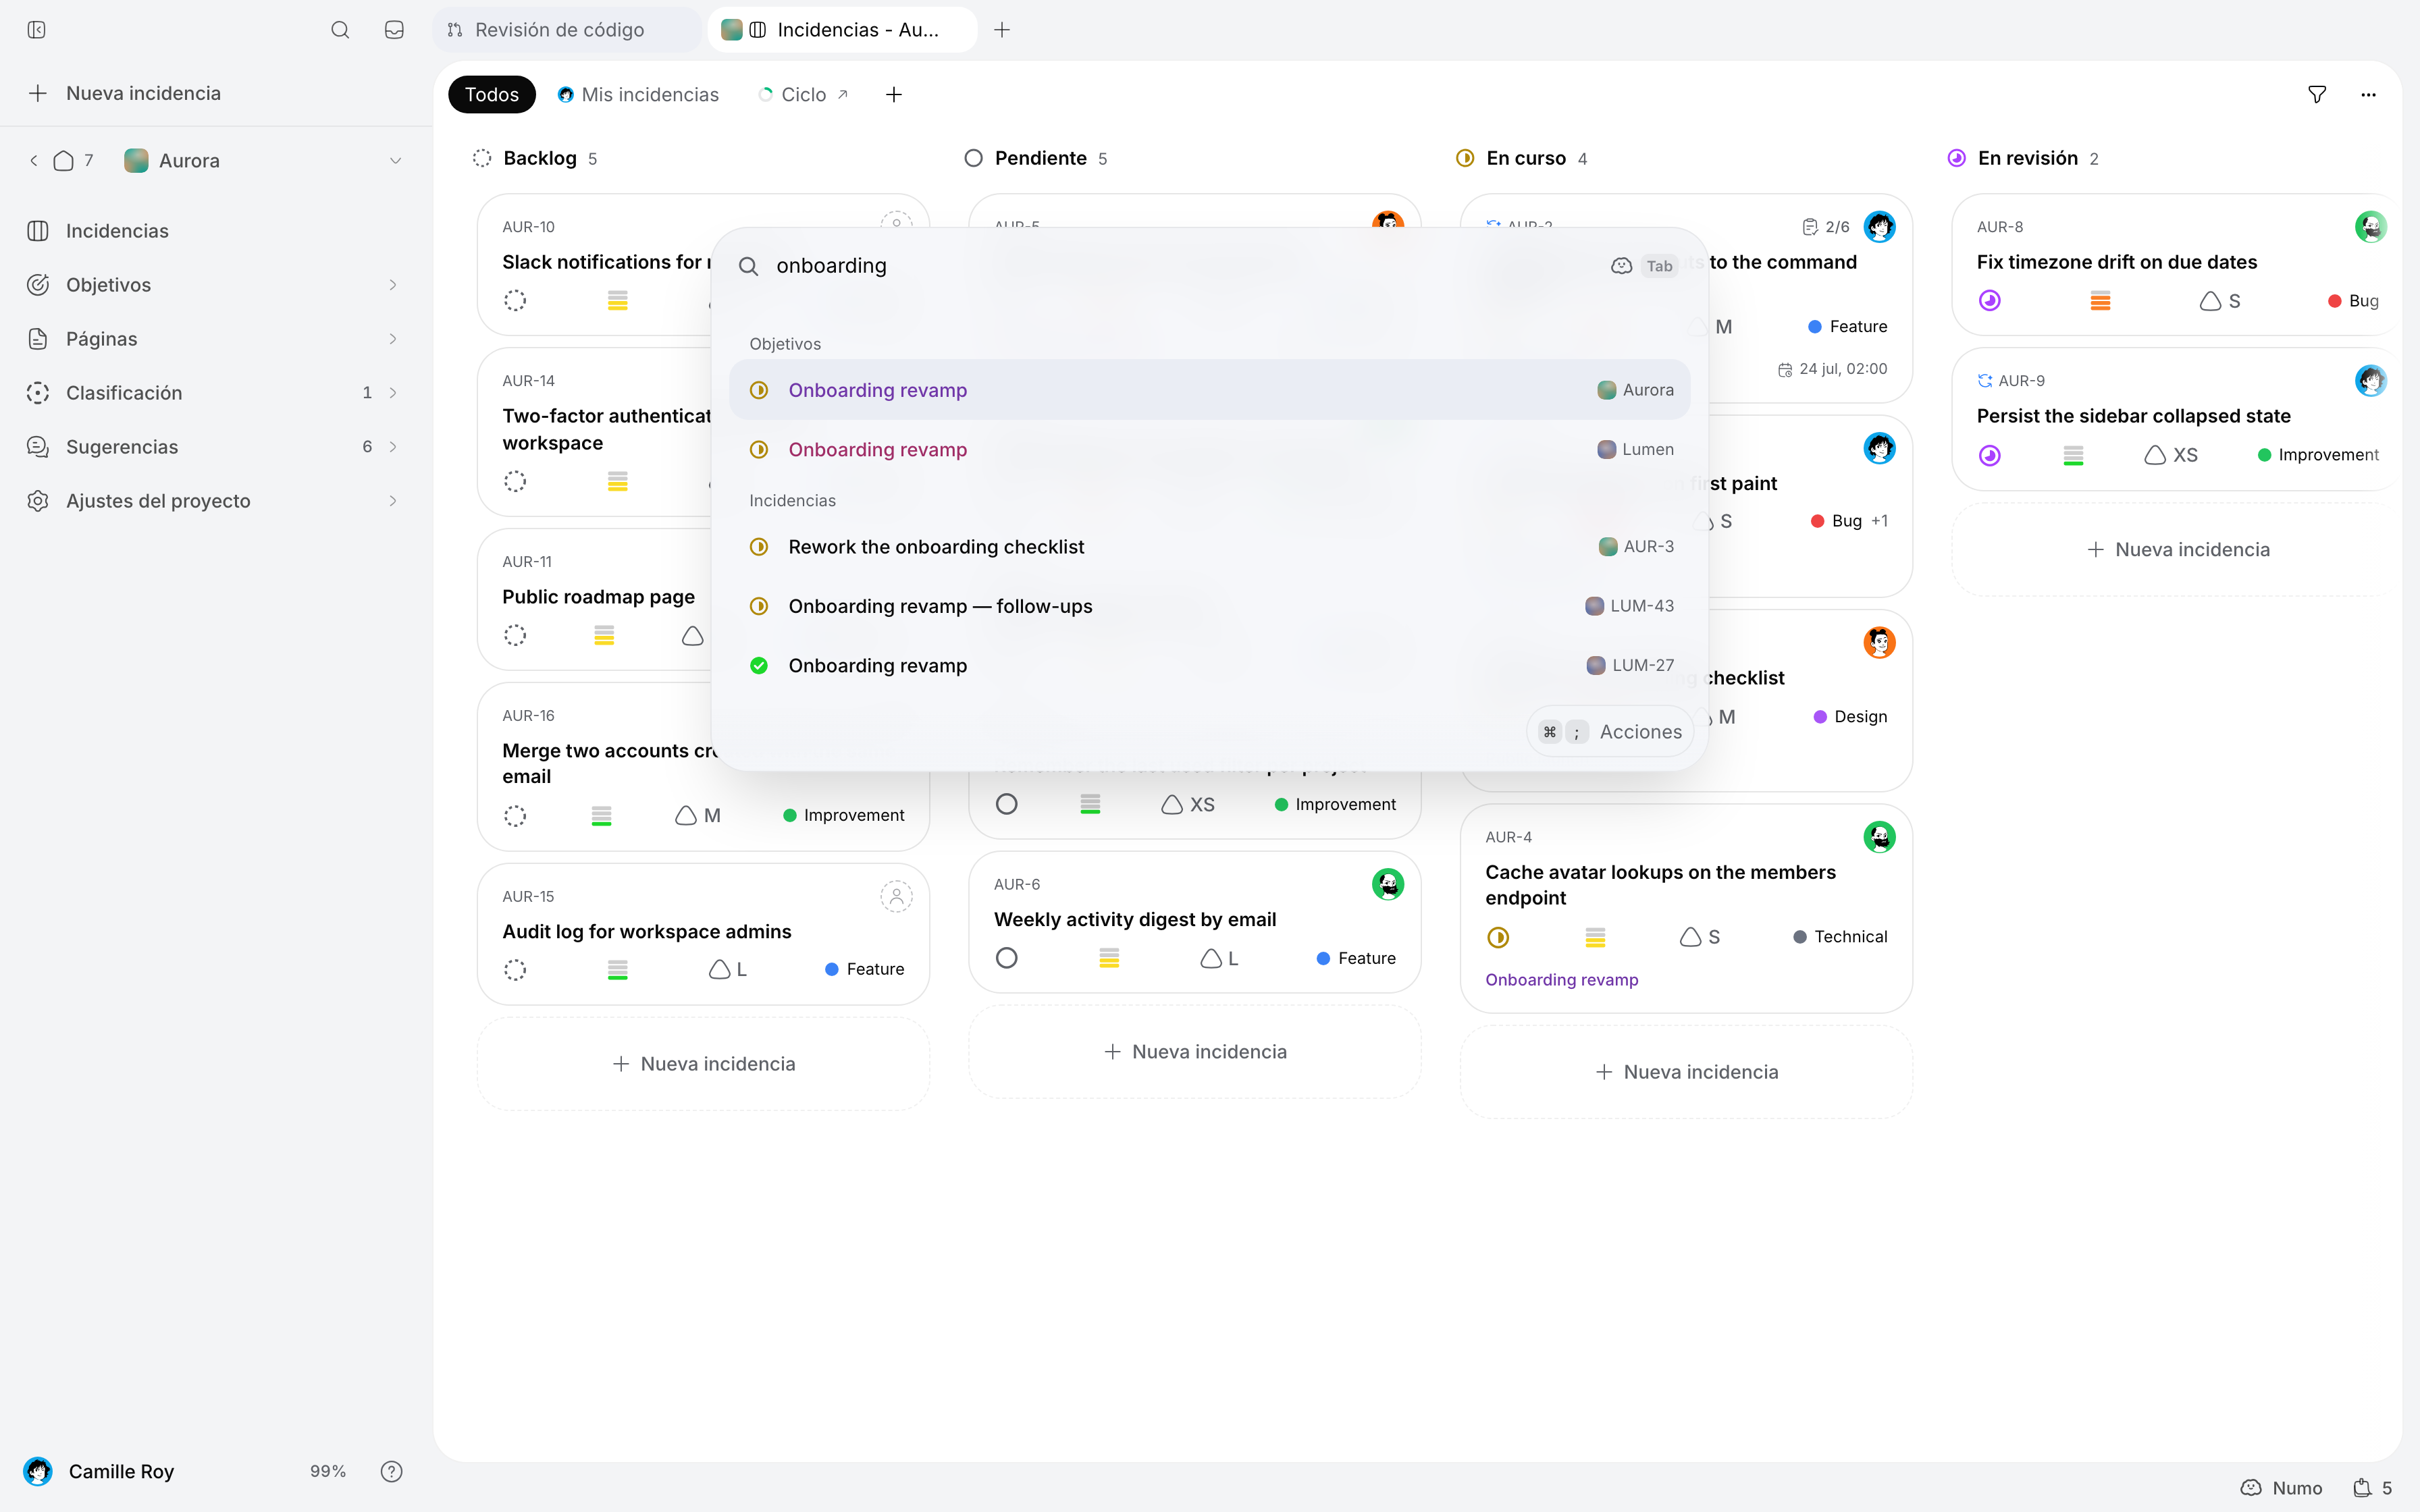 Revisión de código
Incidencias - Au...
Nueva incidencia
7
Aurora
Incidencias
Objetivos
Páginas
Clasificación 1
Sugerencias 6
Ajustes del proyecto
Todos
Mis incidencias
Ciclo
Backlog 5
AUR-10
Slack notifications for
AUR-14
Two-factor
workspace
AUR-11
Public roadmap page
AUR-16
Merge two accounts
email
M
Improvement
AUR-15
Audit log for workspace admins
L
Feature
Nueva incidencia
Pendiente 5
AUR-5
XS
Improvement
AUR-6
Weekly activity digest by email
L
Feature
Nueva incidencia
En curso 4
AUR-2
2/6
to the command
M
Feature
24 jul, 02:00
first paint
S
Bug +1
checklist
M
Design
AUR-4
Cache avatar lookups on the members
endpoint
S
Technical
Onboarding revamp
Nueva incidencia
En revisión 2
AUR-8
Fix timezone drift on due dates
S
Bug
AUR-9
Persist the sidebar collapsed state
XS
Improvement
Nueva incidencia
onboarding
Tab
Objetivos
Onboarding revamp
Aurora
Onboarding revamp
Lumen
Incidencias
Rework the onboarding checklist
AUR-3
Onboarding revamp — follow-ups
LUM-43
Onboarding revamp
LUM-27
⌘ ; Acciones
Camille Roy
99%
Numo
5